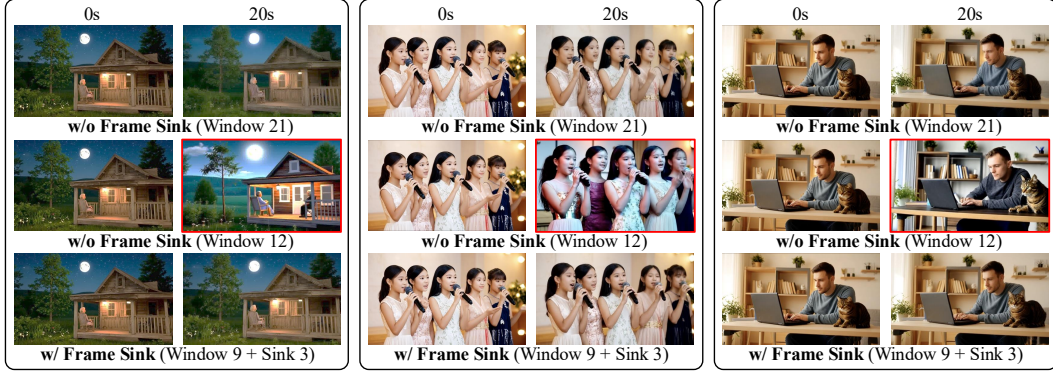 0s 20s
w/o Frame Sink (Window 21)
w/o Frame Sink (Window 12)
w/ Frame Sink (Window 9 + Sink 3)
0s 20s
w/o Frame Sink (Window 21)
w/o Frame Sink (Window 12)
w/ Frame Sink (Window 9 + Sink 3)
0s 20s
w/o Frame Sink (Window 21)
w/o Frame Sink (Window 12)
w/ Frame Sink (Window 9 + Sink 3)